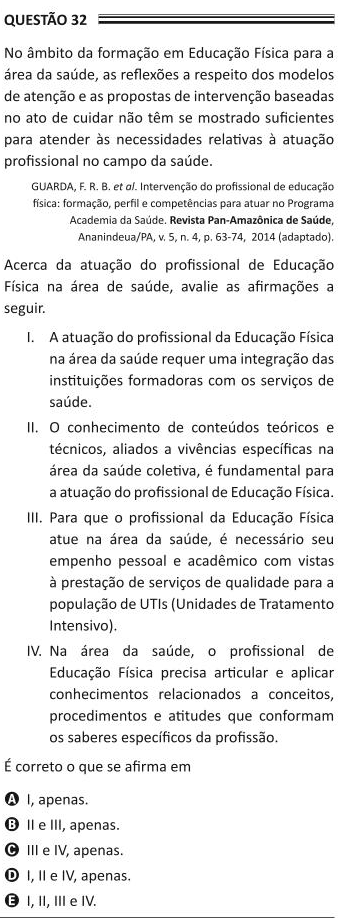 QUESTÃO 32
No âmbito da formação em Educação Física para a
área da saúde, as reflexões a respeito dos modelos
de atenção e as propostas de intervenção baseadas
no ato de cuidar não têm se mostrado suficientes
para atender às necessidades relativas à atuação
profissional no campo da saúde.
GUARDA, F. R. B. et al. Intervenção do profissional de educação
física: formação, perfil e competências para atuar no Programa
Academia da Saúde. Revista Pan-Amazônica de Saúde,
Ananindeua/PA, v. 5, n. 4, p. 63-74, 2014 (adaptado).
Acerca da atuação do profissional de Educação
Física na área de saúde, avalie as afirmações a
seguir.
I. A atuação do profissional da Educação Física
na área da saúde requer uma integração das
instituições formadoras com os serviços de
saúde.
II. O conhecimento de conteúdos teóricos e
técnicos, aliados a vivências específicas na
área da saúde coletiva, é fundamental para
a atuação do profissional de Educação Física.
III. Para que o profissional da Educação Física
atue na área da saúde, é necessário seu
empenho pessoal e acadêmico com vistas
à prestação de serviços de qualidade para a
população de UTIs (Unidades de Tratamento
Intensivo).
IV. Na área da saúde, o profissional de
Educação Física precisa articular e aplicar
conhecimentos relacionados a conceitos,
procedimentos e atitudes que conformam
os saberes específicos da profissão.
É correto o que se afirma em
A I, apenas.
B II e III, apenas.
C III e IV, apenas.
D I, II e IV, apenas.
E I, II, III e IV.